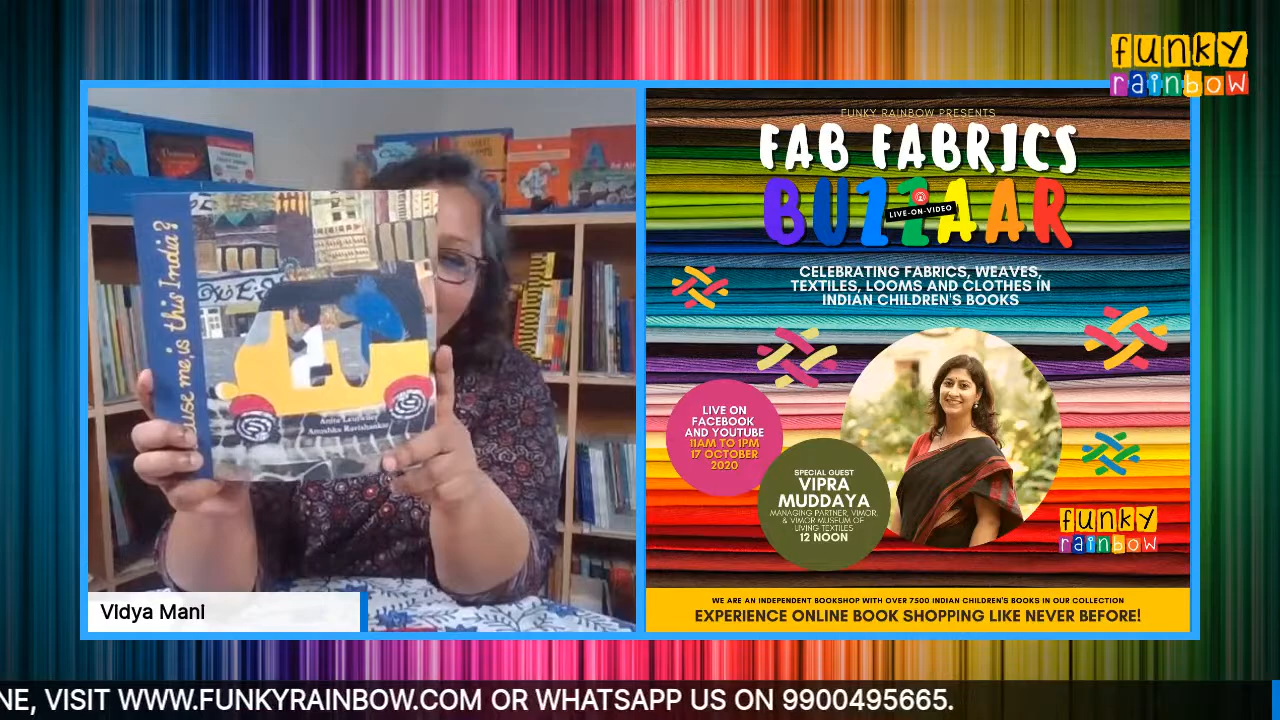 funky
rainbow
FUNKY RAINBOW PRESENTS
FAB FABRICS
BUZZAAR
LIVE-ON-VIDEO
CELEBRATING FABRICS, WEAVES,
TEXTILES, LOOMS AND CLOTHES IN
INDIAN CHILDREN'S BOOKS
LIVE ON
FACEBOOK
AND YOUTUBE
11AM TO 1PM
17 OCTOBER
2020
SPECIAL GUEST
VIPRA
MUDDAYA
MANAGING PARTNER, VIMOR,
& VIMOR MUSEUM OF
LIVING TEXTILES
12 NOON
funky
rainbow
WE ARE AN INDEPENDENT BOOKSHOP WITH OVER 7500 INDIAN CHILDREN'S BOOKS IN OUR COLLECTION
EXPERIENCE ONLINE BOOK SHOPPING LIKE NEVER BEFORE!
me, is this India?
Anushka Ravishankar
Vidya Mani
NE, VISIT WWW.FUNKYRAINBOW.COM OR WHATSAPP US ON 9900495665.